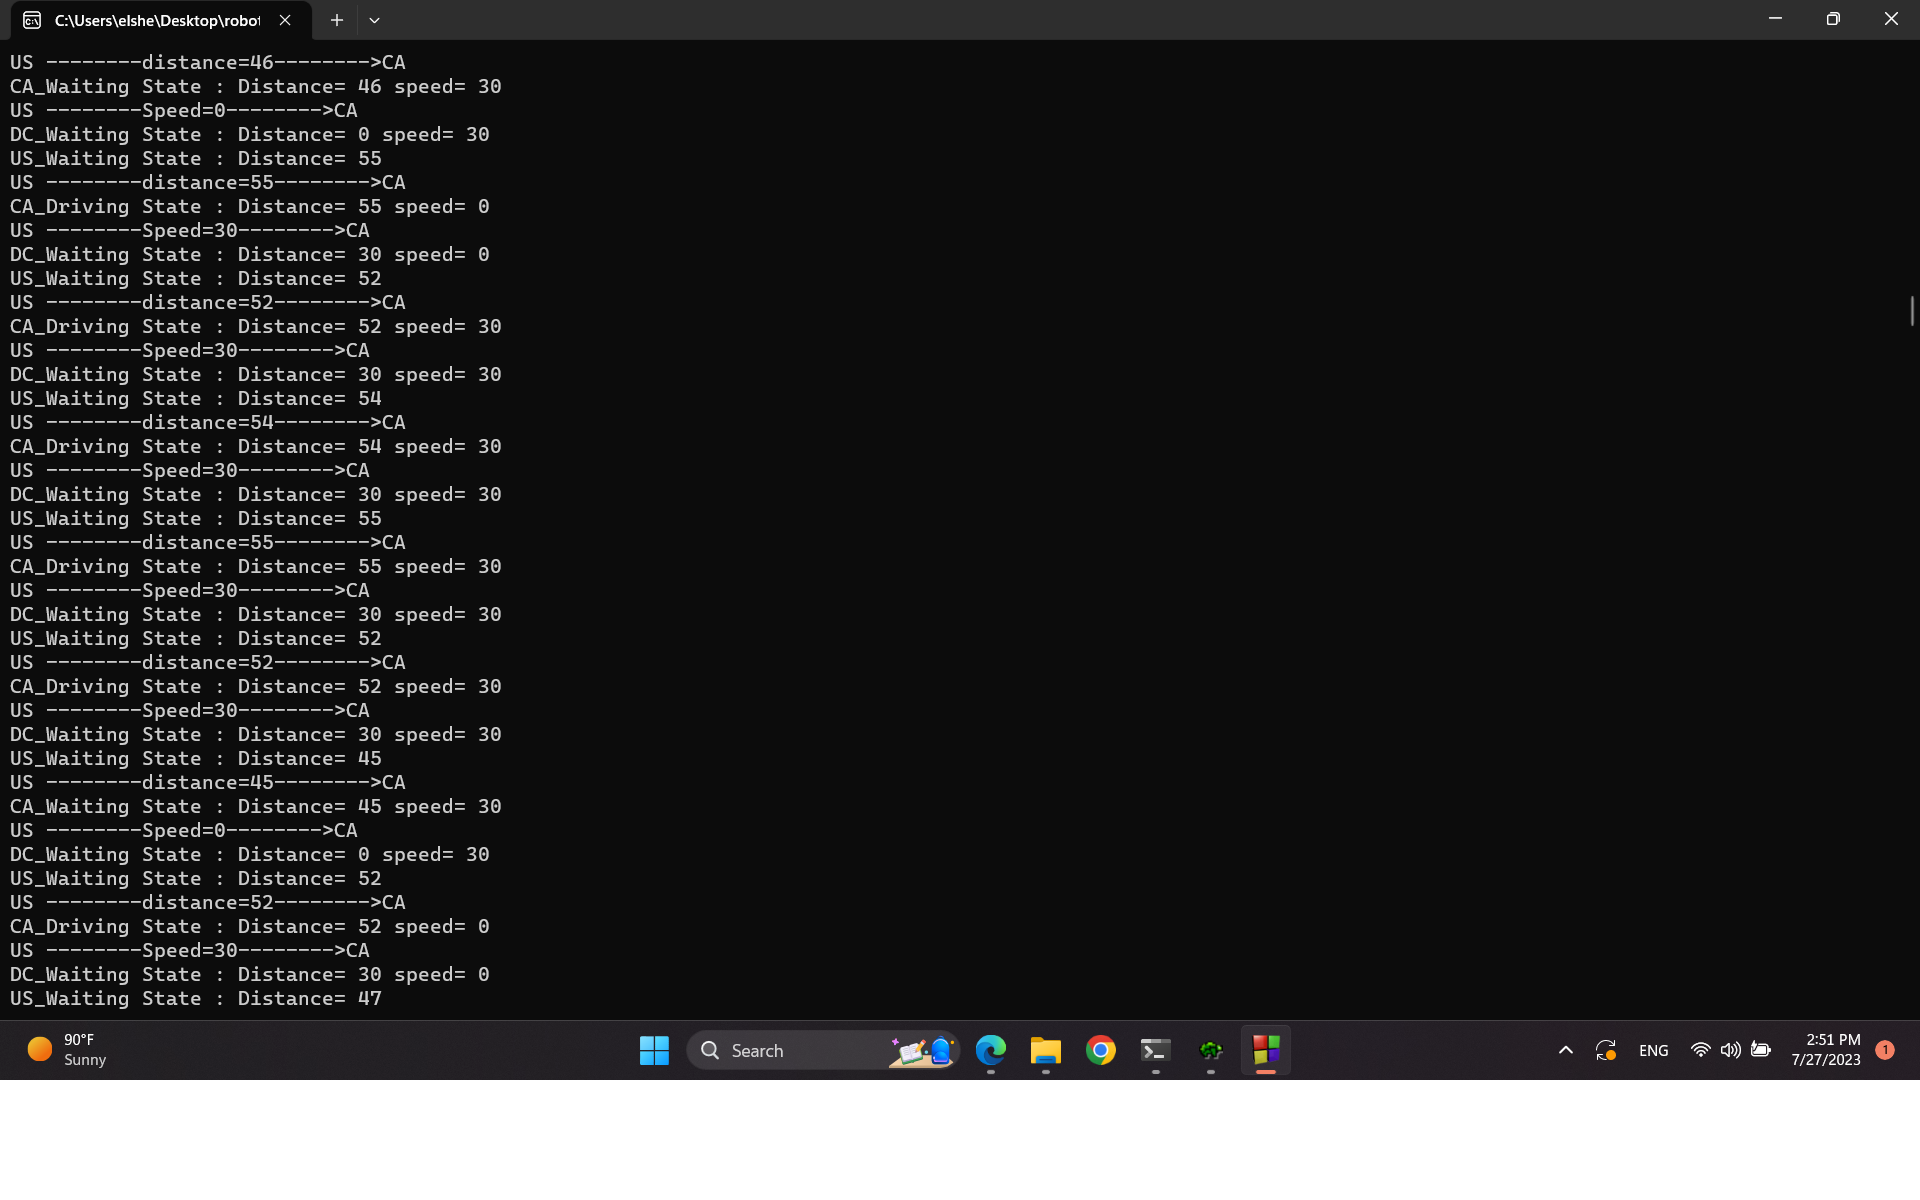 C:\Users\elshe\Desktop\robot
US --------distance=46-------->CA
CA_Waiting State : Distance= 46 speed= 30
US --------Speed=0-------->CA
DC_Waiting State : Distance= 0 speed= 30
US_Waiting State : Distance= 55
US --------distance=55-------->CA
CA_Driving State : Distance= 55 speed= 0
US --------Speed=30-------->CA
DC_Waiting State : Distance= 30 speed= 0
US_Waiting State : Distance= 52
US --------distance=52-------->CA
CA_Driving State : Distance= 52 speed= 30
US --------Speed=30-------->CA
DC_Waiting State : Distance= 30 speed= 30
US_Waiting State : Distance= 54
US --------distance=54-------->CA
CA_Driving State : Distance= 54 speed= 30
US --------Speed=30-------->CA
DC_Waiting State : Distance= 30 speed= 30
US_Waiting State : Distance= 55
US --------distance=55-------->CA
CA_Driving State : Distance= 55 speed= 30
US --------Speed=30-------->CA
DC_Waiting State : Distance= 30 speed= 30
US_Waiting State : Distance= 52
US --------distance=52-------->CA
CA_Driving State : Distance= 52 speed= 30
US --------Speed=30-------->CA
DC_Waiting State : Distance= 30 speed= 30
US_Waiting State : Distance= 45
US --------distance=45-------->CA
CA_Waiting State : Distance= 45 speed= 30
US --------Speed=0-------->CA
DC_Waiting State : Distance= 0 speed= 30
US_Waiting State : Distance= 52
US --------distance=52-------->CA
CA_Driving State : Distance= 52 speed= 0
US --------Speed=30-------->CA
DC_Waiting State : Distance= 30 speed= 0
US_Waiting State : Distance= 47
90°F
Sunny
Search
ENG
2:51 PM
7/27/2023
1